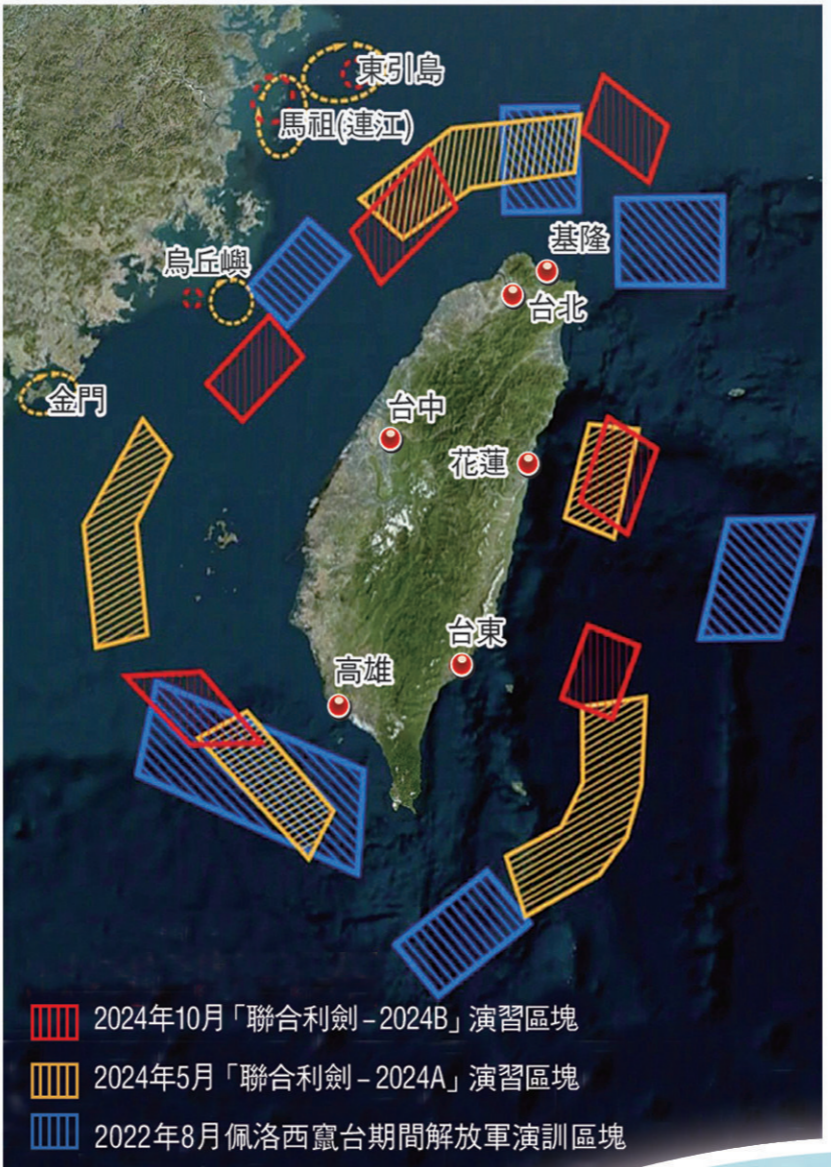 東引島
馬祖(連江)
基隆
烏丘嶼
台北
金門
台中
花蓮
台東
高雄
2024年10月「聯合利劍–2024B」演習區塊
2024年5月「聯合利劍–2024A」演習區塊
2022年8月佩洛西竄台期間解放軍演訓區塊